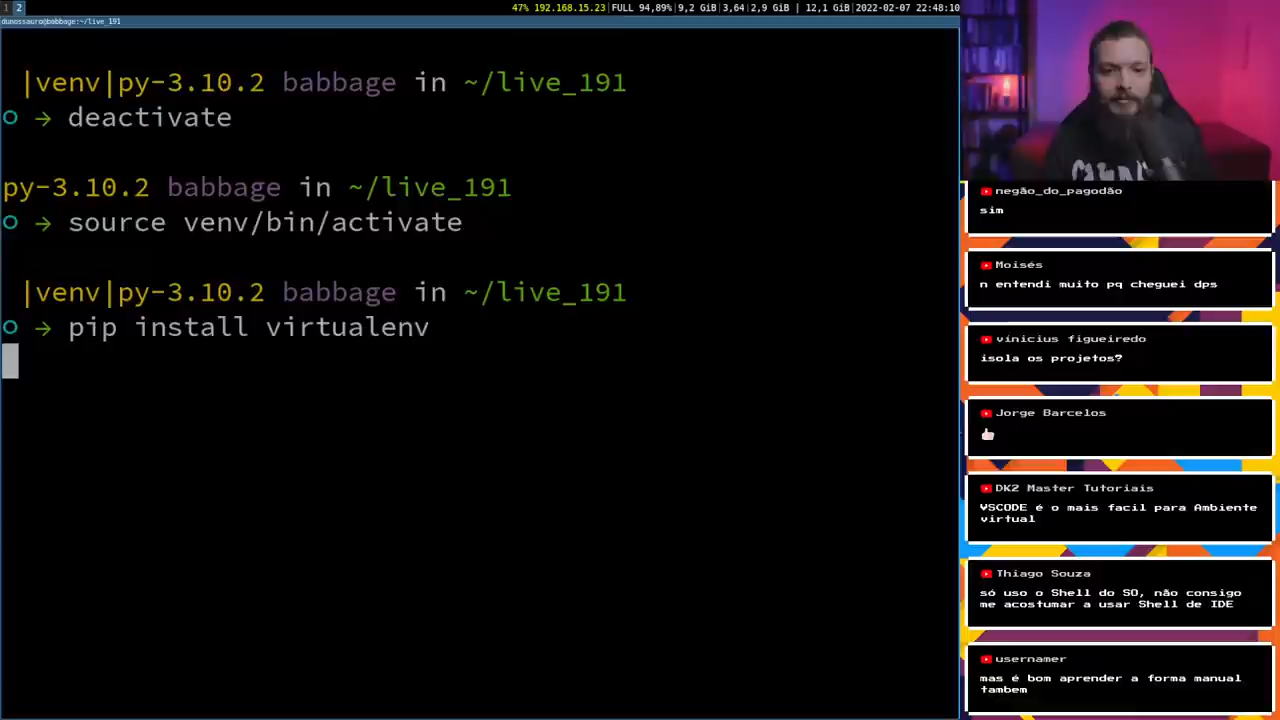 1 2
47% 192.168.15.23|FULL 94,89%|9,2 GiB|3,64|2,9 GiB | 12,1 GiB|2022-02-07 22:48:10
dunossauro@babbage:~/live_191
|venv|py-3.10.2 babbage in ~/live_191
→ deactivate
py-3.10.2 babbage in ~/live_191
→ source venv/bin/activate
|venv|py-3.10.2 babbage in ~/live_191
→ pip install virtualenv
negão_do_pagodão
sim
Moisés
n entendi muito pq cheguei dps
vinicius figueiredo
isola os projetos?
Jorge Barcelos
DK2 Master Tutoriais
VSCODE é o mais facil para Ambiente
virtual
Thiago Souza
só uso o Shell do SO, não consigo
me acostumar a usar Shell de IDE
usernamer
mas é bom aprender a forma manual
tambem